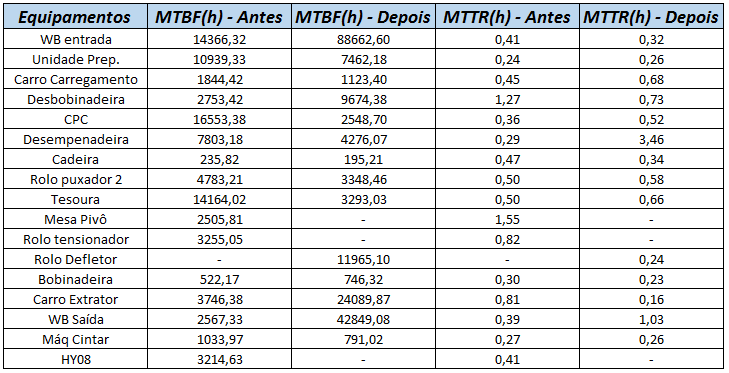 Equipamentos MTBF(h) - Antes MTBF(h) - Depois MTTR(h) - Antes MTTR(h) - Depois
WB entrada 14366,32 88662,60 0,41 0,32
Unidade Prep. 10939,33 7462,18 0,24 0,26
Carro Carregamento 1844,42 1123,40 0,45 0,68
Desbobinadeira 2753,42 9674,38 1,27 0,73
CPC 16553,38 2548,70 0,36 0,52
Desempenadeira 7803,18 4276,07 0,29 3,46
Cadeira 235,82 195,21 0,47 0,34
Rolo puxador 2 4783,21 3348,46 0,50 0,58
Tesoura 14164,02 3293,03 0,50 0,66
Mesa Pivô 2505,81 - 1,55 -
Rolo tensionador 3255,05 - 0,82 -
Rolo Defletor - 11965,10 - 0,24
Bobinadeira 522,17 746,32 0,30 0,23
Carro Extrator 3746,38 24089,87 0,81 0,16
WB Saída 2567,33 42849,08 0,39 1,03
Máq Cintar 1033,97 791,02 0,27 0,26
HY08 3214,63 - 0,41 -